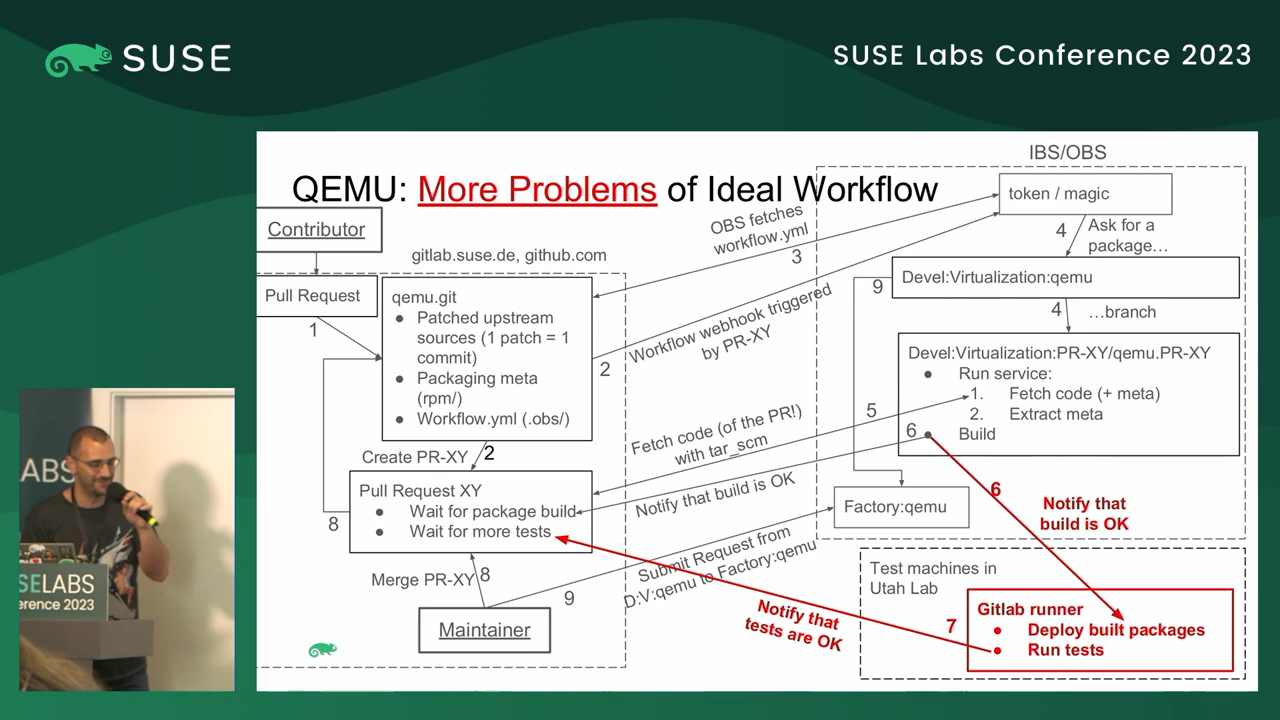 SUSE
SUSE Labs Conference 2023
IBS/OBS
QEMU: More Problems of Ideal Workflow
token / magic
Contributor
OBS fetches
workflow.yml
3
4
Ask for a
package…
gitlab.suse.de, github.com
Pull Request
1
qemu.git
● Patched upstream
sources (1 patch = 1
commit)
● Packaging meta
(rpm/)
● Workflow.yml (.obs/)
2
Workflow webhook triggered
by PR-XY
9
Devel:Virtualization:qemu
4
…branch
Devel:Virtualization:PR-XY/qemu.PR-XY
● Run service:
1. Fetch code (+ meta)
2. Extract meta
● Build
5
6
Fetch code (of the PR!)
with tar_scm
Create PR-XY
2
Pull Request XY
● Wait for package build
● Wait for more tests
Notify that build is OK
8
Factory:qemu
6
Notify that
build is OK
Merge PR-XY
8
9
Submit Request from
D:V:qemu to Factory:qemu
Maintainer
Notify that
tests are OK
7
Test machines in
Utah Lab
Gitlab runner
● Deploy built packages
● Run tests
ABS
SELABS
erence 2023